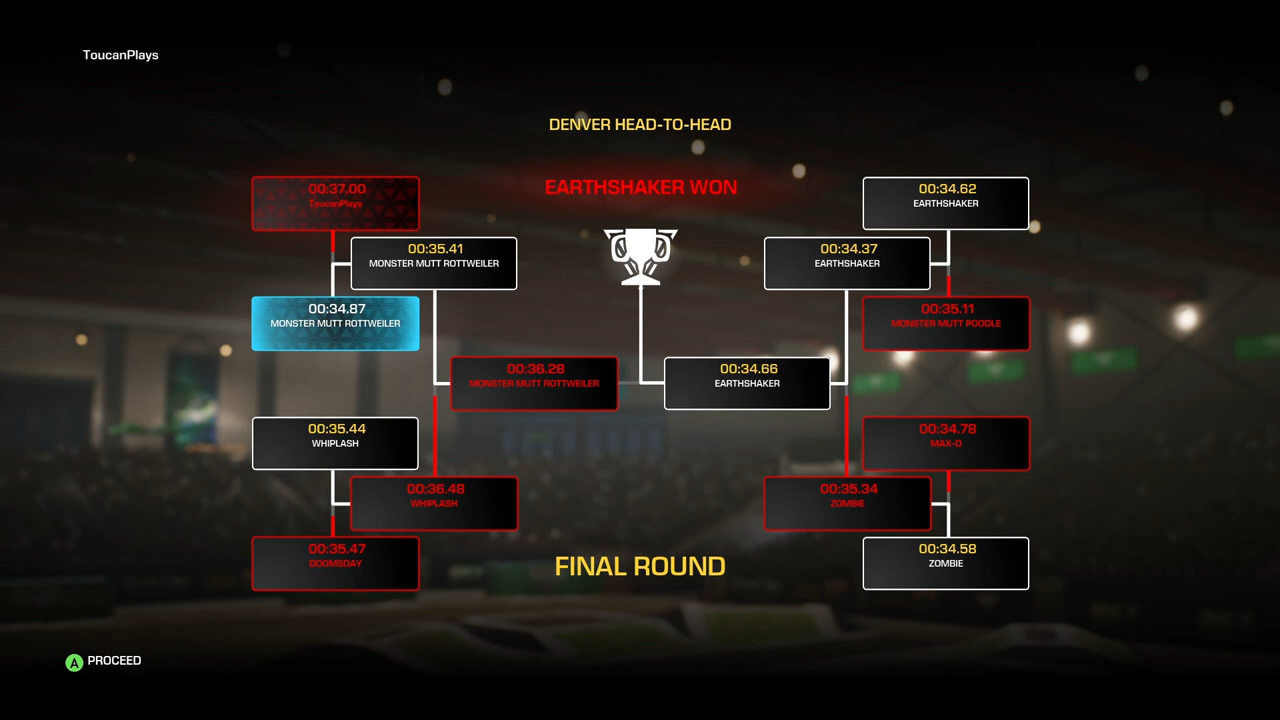 ToucanPlays
DENVER HEAD-TO-HEAD
EARTHSHAKER WON
00:37.00
ToucanPlays
00:35.41
MONSTER MUTT ROTTWEILER
00:34.87
MONSTER MUTT ROTTWEILER
00:36.28
MONSTER MUTT ROTTWEILER
00:35.44
WHIPLASH
00:36.48
WHIPLASH
00:35.47
DOOMSDAY
00:34.62
EARTHSHAKER
00:34.37
EARTHSHAKER
00:35.11
MONSTER MUTT POODLE
00:34.66
EARTHSHAKER
00:34.78
MAX-D
00:35.34
ZOMBIE
00:34.58
ZOMBIE
FINAL ROUND
A PROCEED